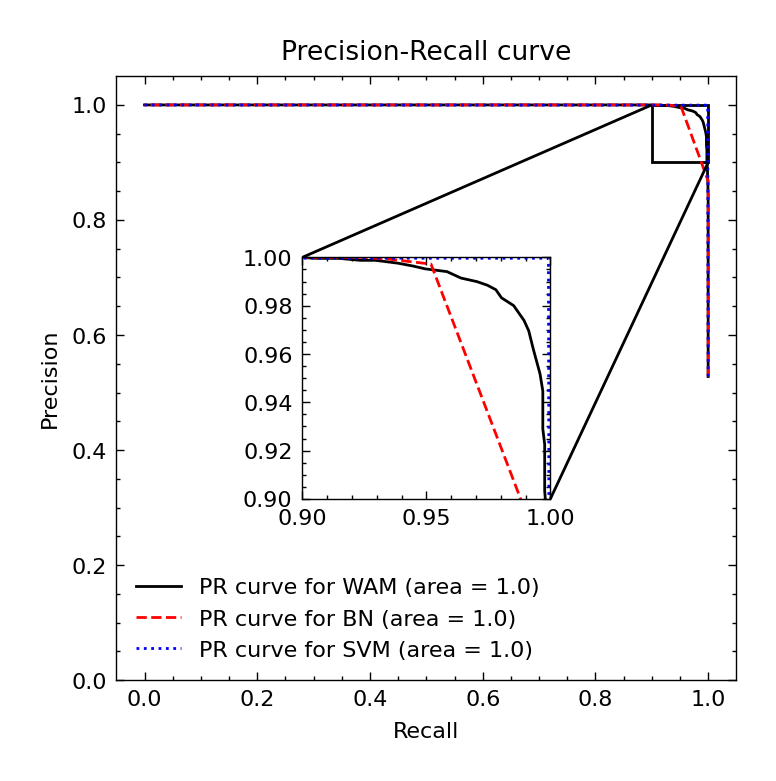 Precision-Recall curve
1.0
0.8
0.6
0.4
0.2
0.0
Precision
1.00
0.98
0.96
0.94
0.92
0.90
0.90 0.95 1.00
PR curve for WAM (area = 1.0)
PR curve for BN (area = 1.0)
PR curve for SVM (area = 1.0)
0.0 0.2 0.4 0.6 0.8 1.0
Recall